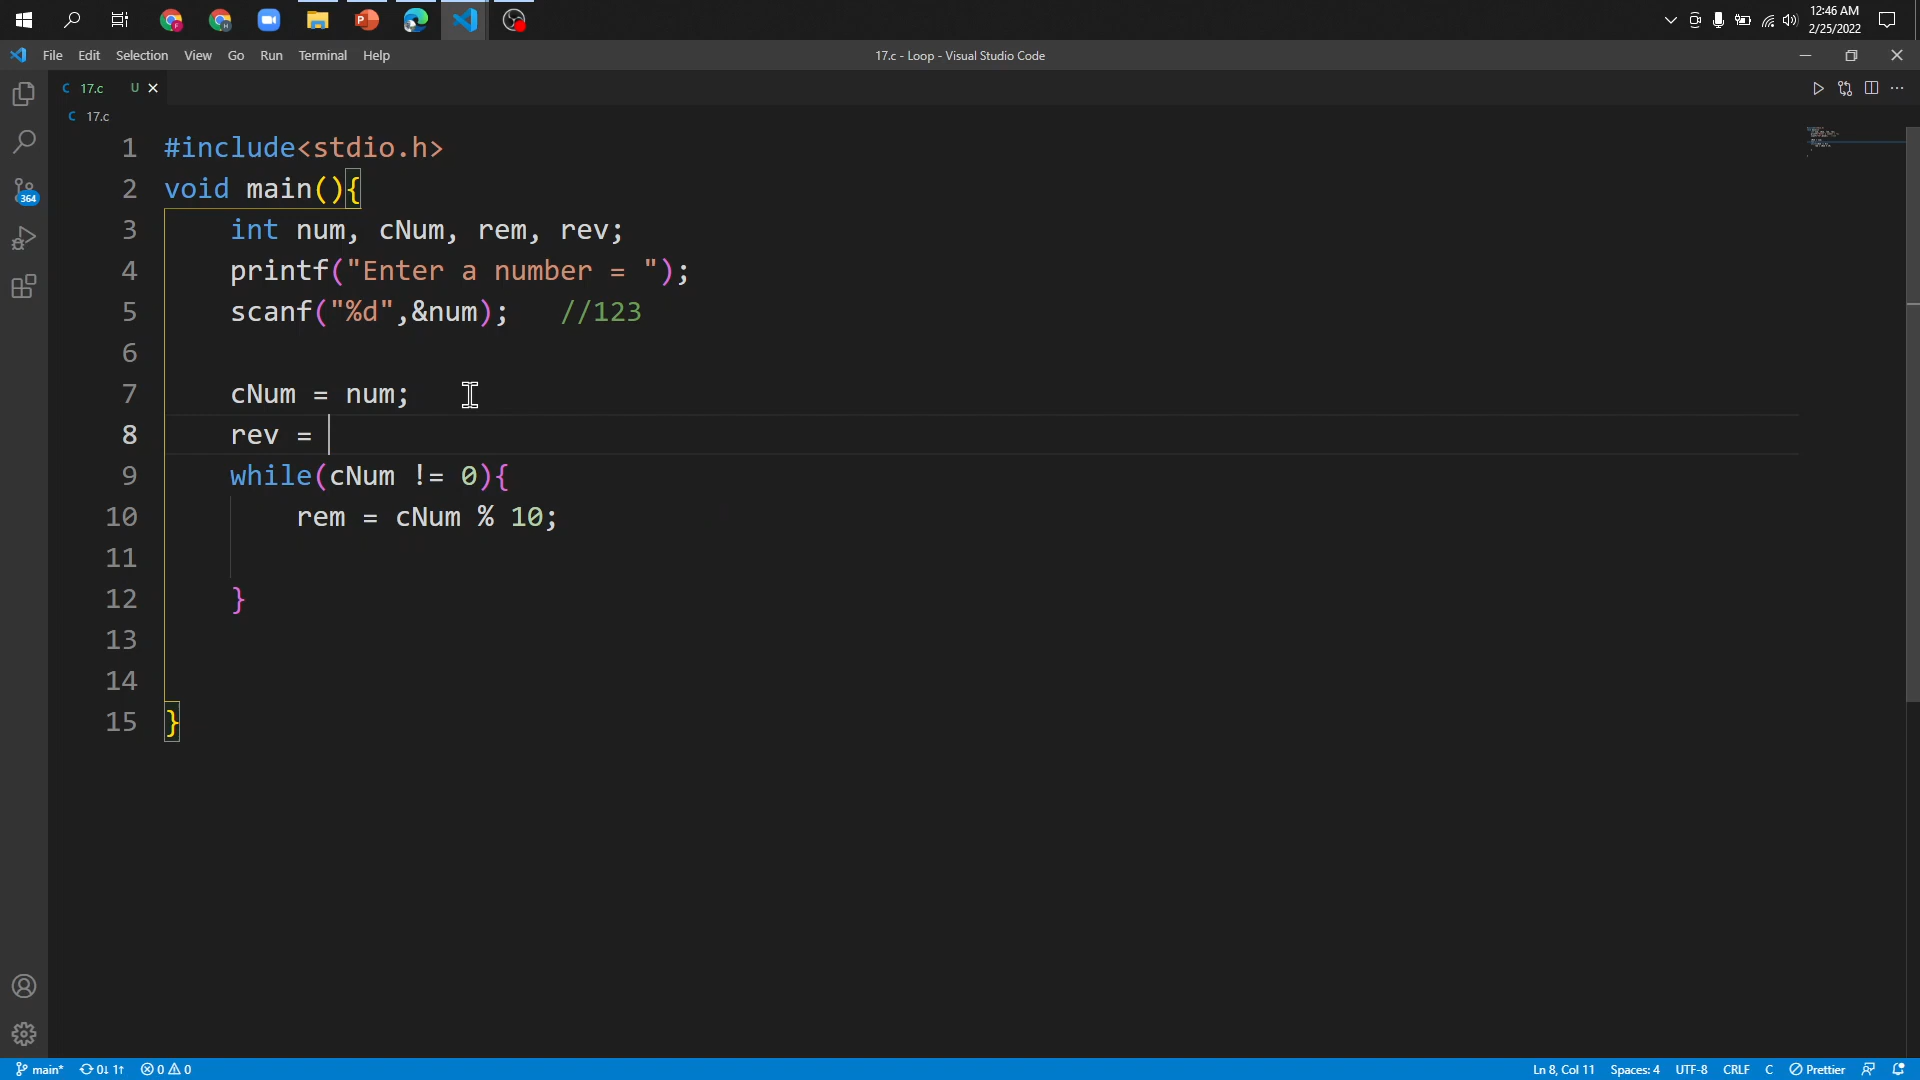 12:46 AM
2/25/2022
File Edit Selection View Go Run Terminal Help
17.c - Loop - Visual Studio Code
C 17.c U
C 17.c
364
1 #include<stdio.h>
2 void main(){
3 int num, cNum, rem, rev;
4 printf("Enter a number = ");
5 scanf("%d",&num); //123
6
7 cNum = num;
8 rev =
9 while(cNum != 0){
10 rem = cNum % 10;
11
12 }
13
14
15 }
main* 0↓ 1↑ 0 0
Ln 8, Col 11 Spaces: 4 UTF-8 CRLF C Prettier